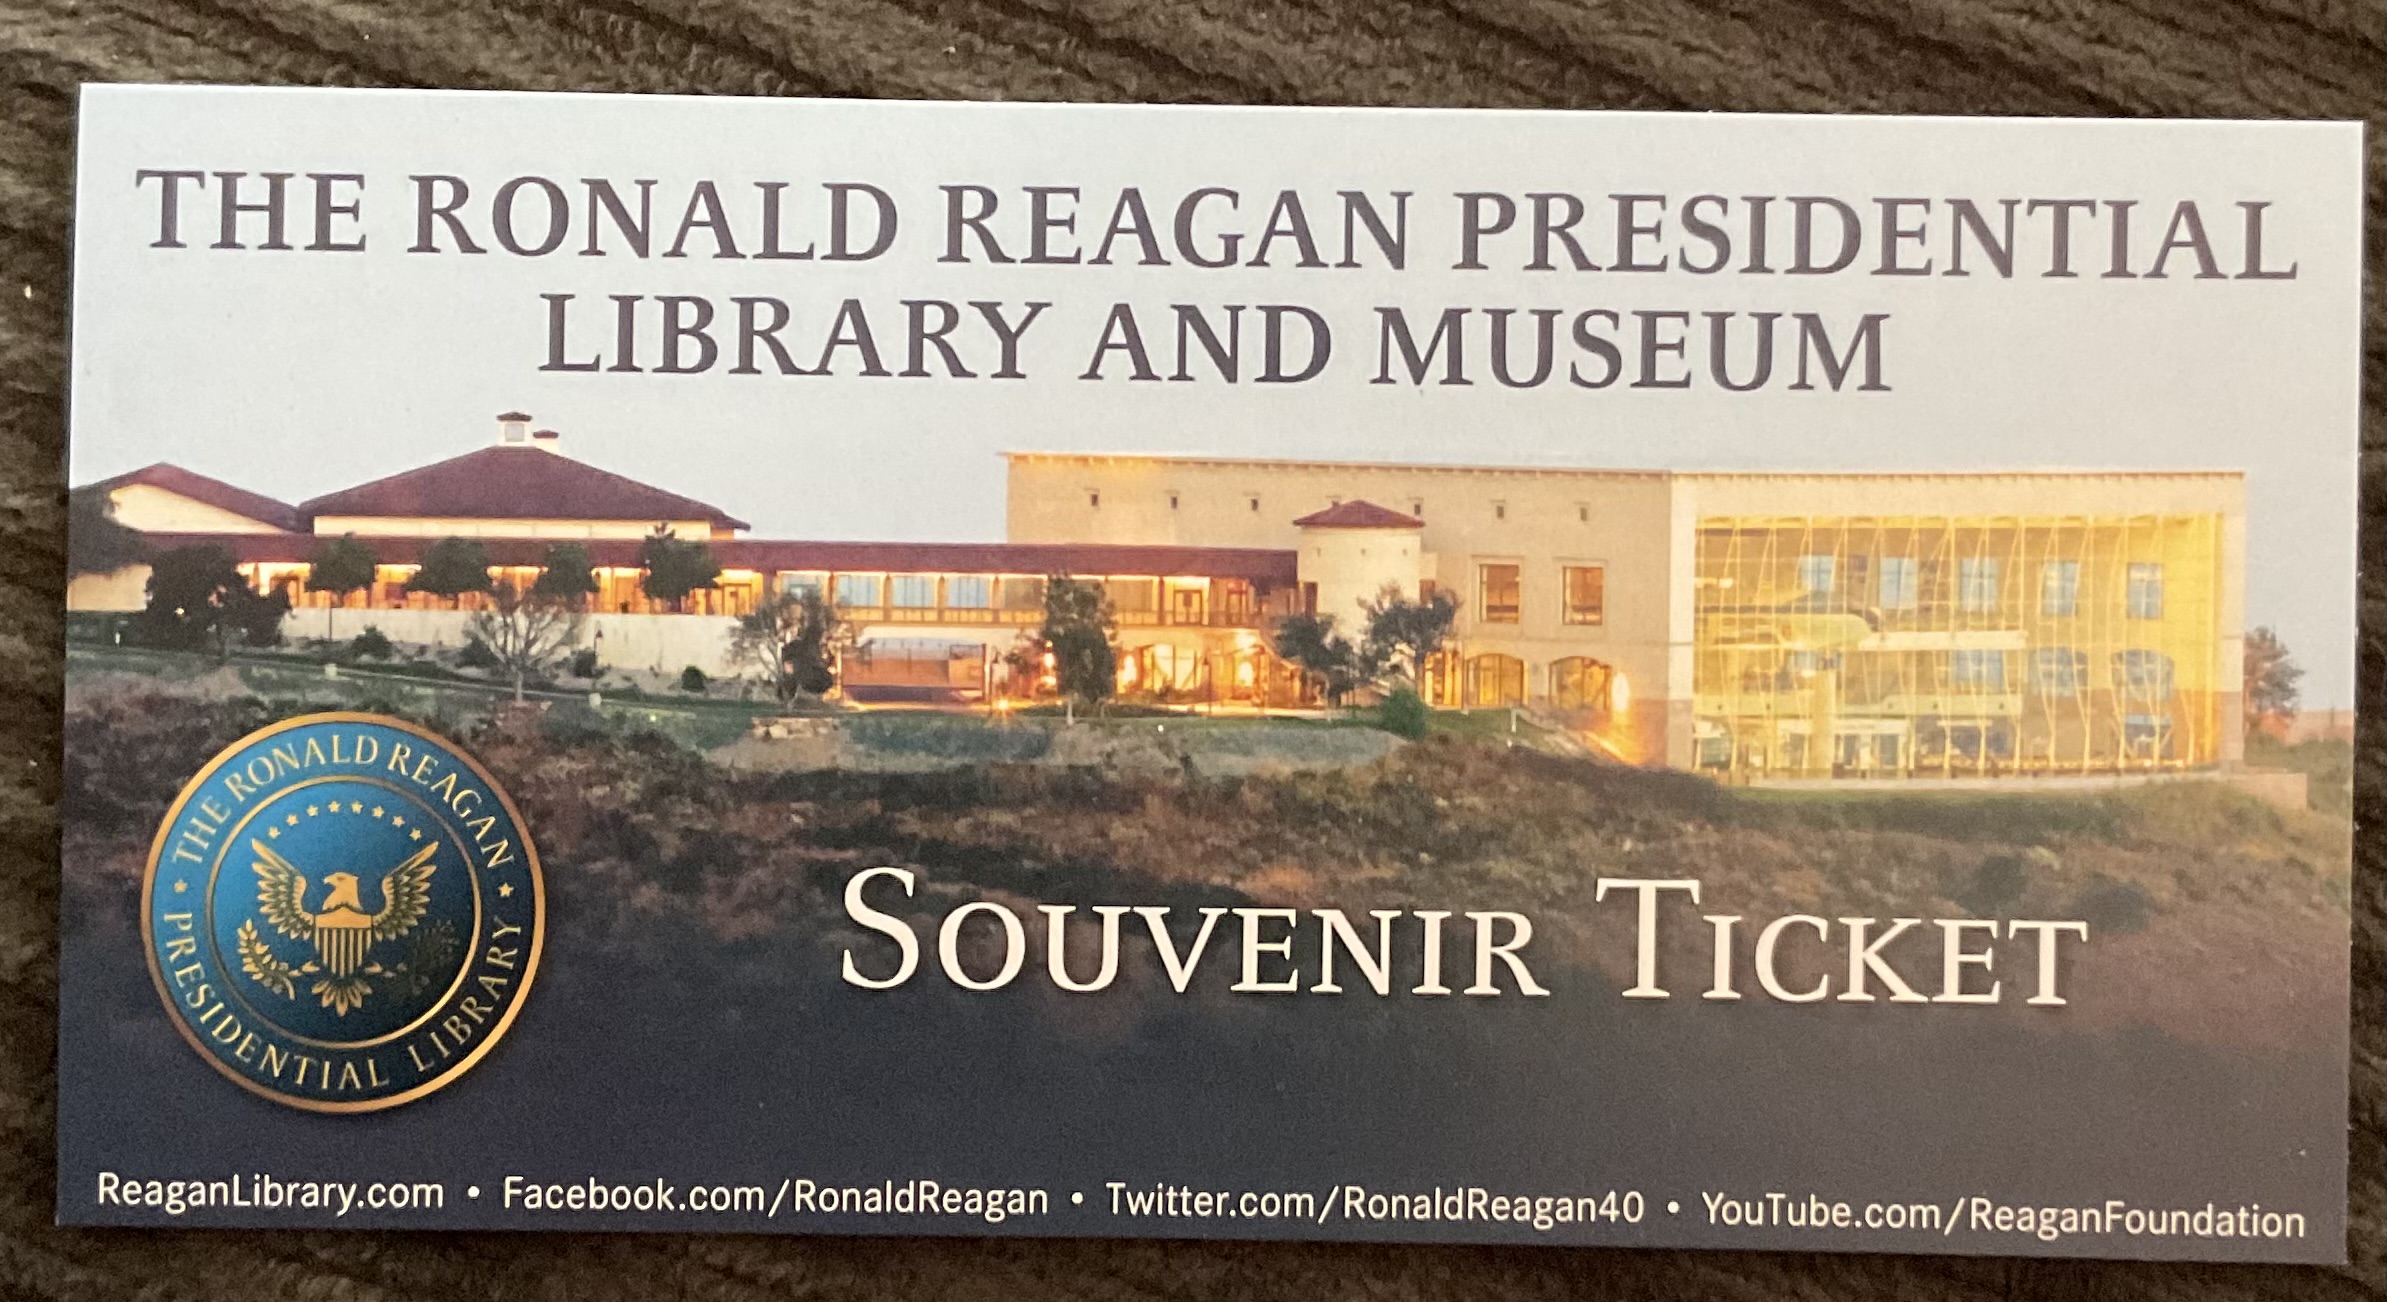 THE RONALD REAGAN PRESIDENTIAL
LIBRARY AND MUSEUM
THE RONALD REAGAN
PRESIDENTIAL LIBRARY
SOUVENIR TICKET
ReaganLibrary.com • Facebook.com/RonaldReagan • Twitter.com/RonaldReagan40 • YouTube.com/ReaganFoundation